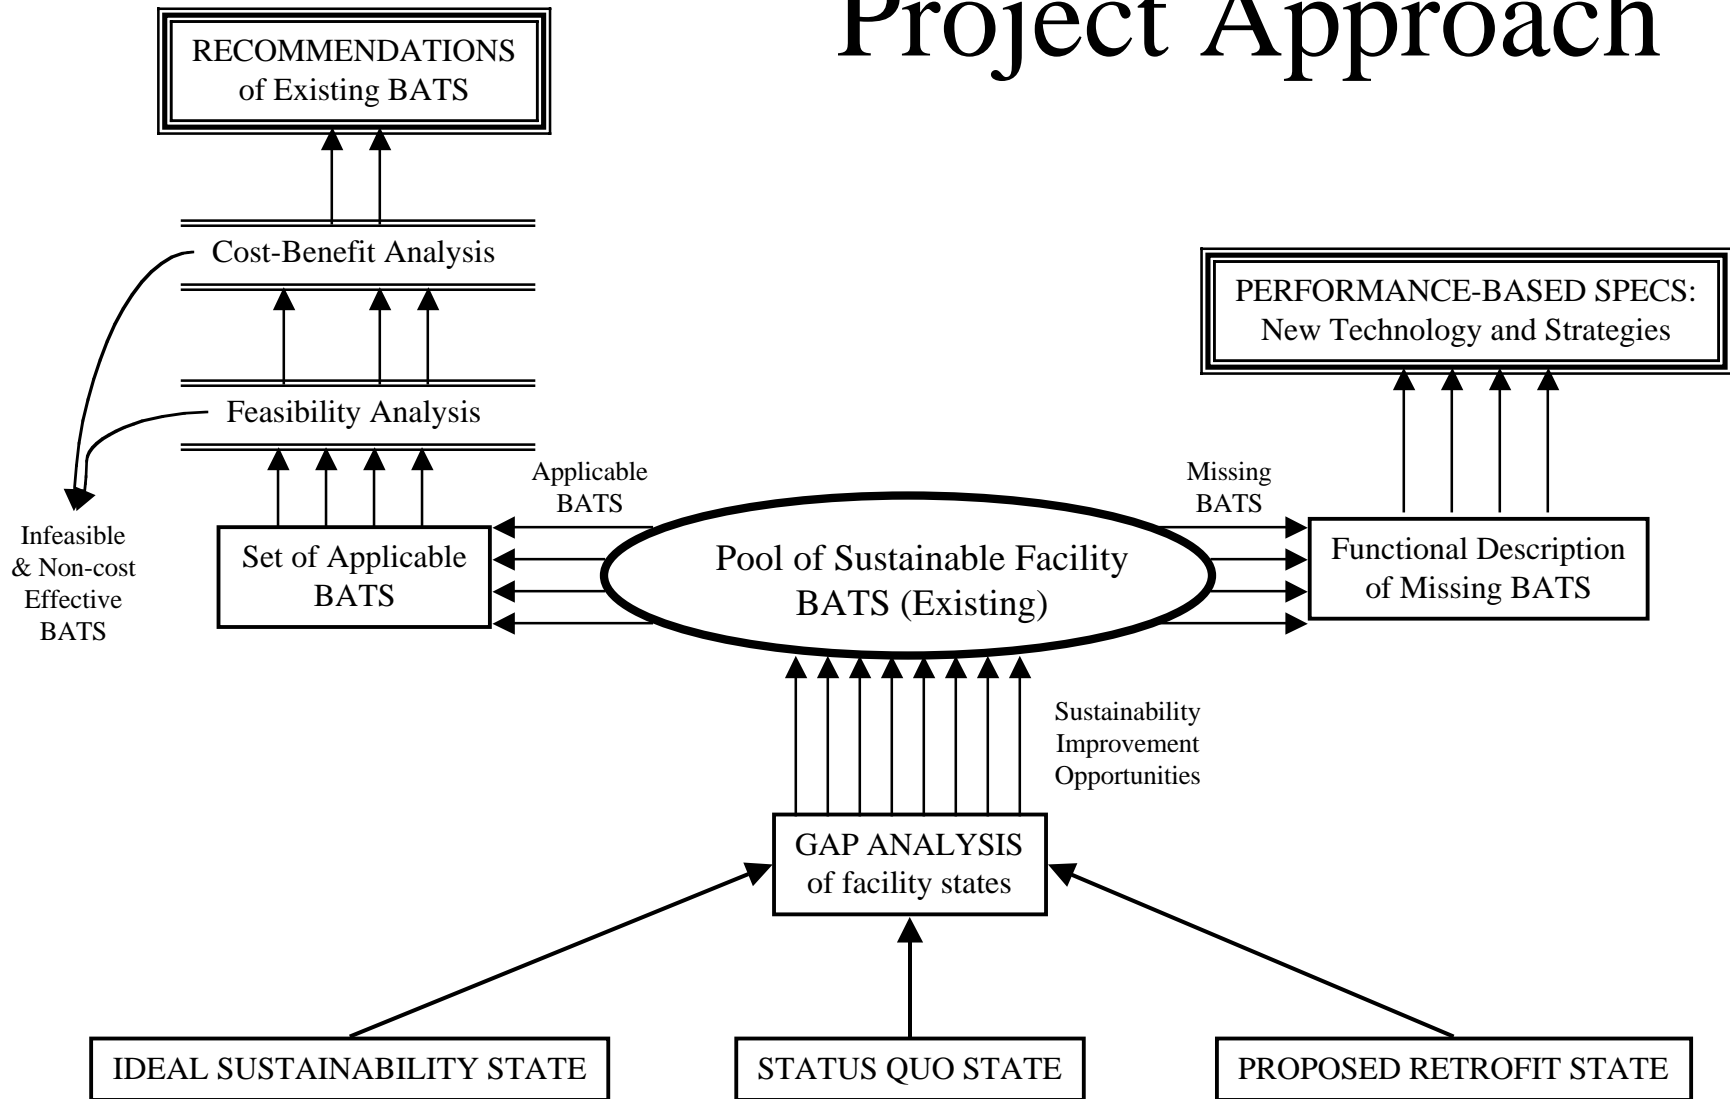 Project Approach
RECOMMENDATIONS
of Existing BATS
Cost-Benefit Analysis
PERFORMANCE-BASED SPECS:
New Technology and Strategies
Feasibility Analysis
Applicable
BATS
Missing
BATS
Infeasible
& Non-cost
Effective
BATS
Set of Applicable
BATS
Pool of Sustainable Facility
BATS (Existing)
Functional Description
of Missing BATS
Sustainability
Improvement
Opportunities
GAP ANALYSIS
of facility states
IDEAL SUSTAINABILITY STATE
STATUS QUO STATE
PROPOSED RETROFIT STATE